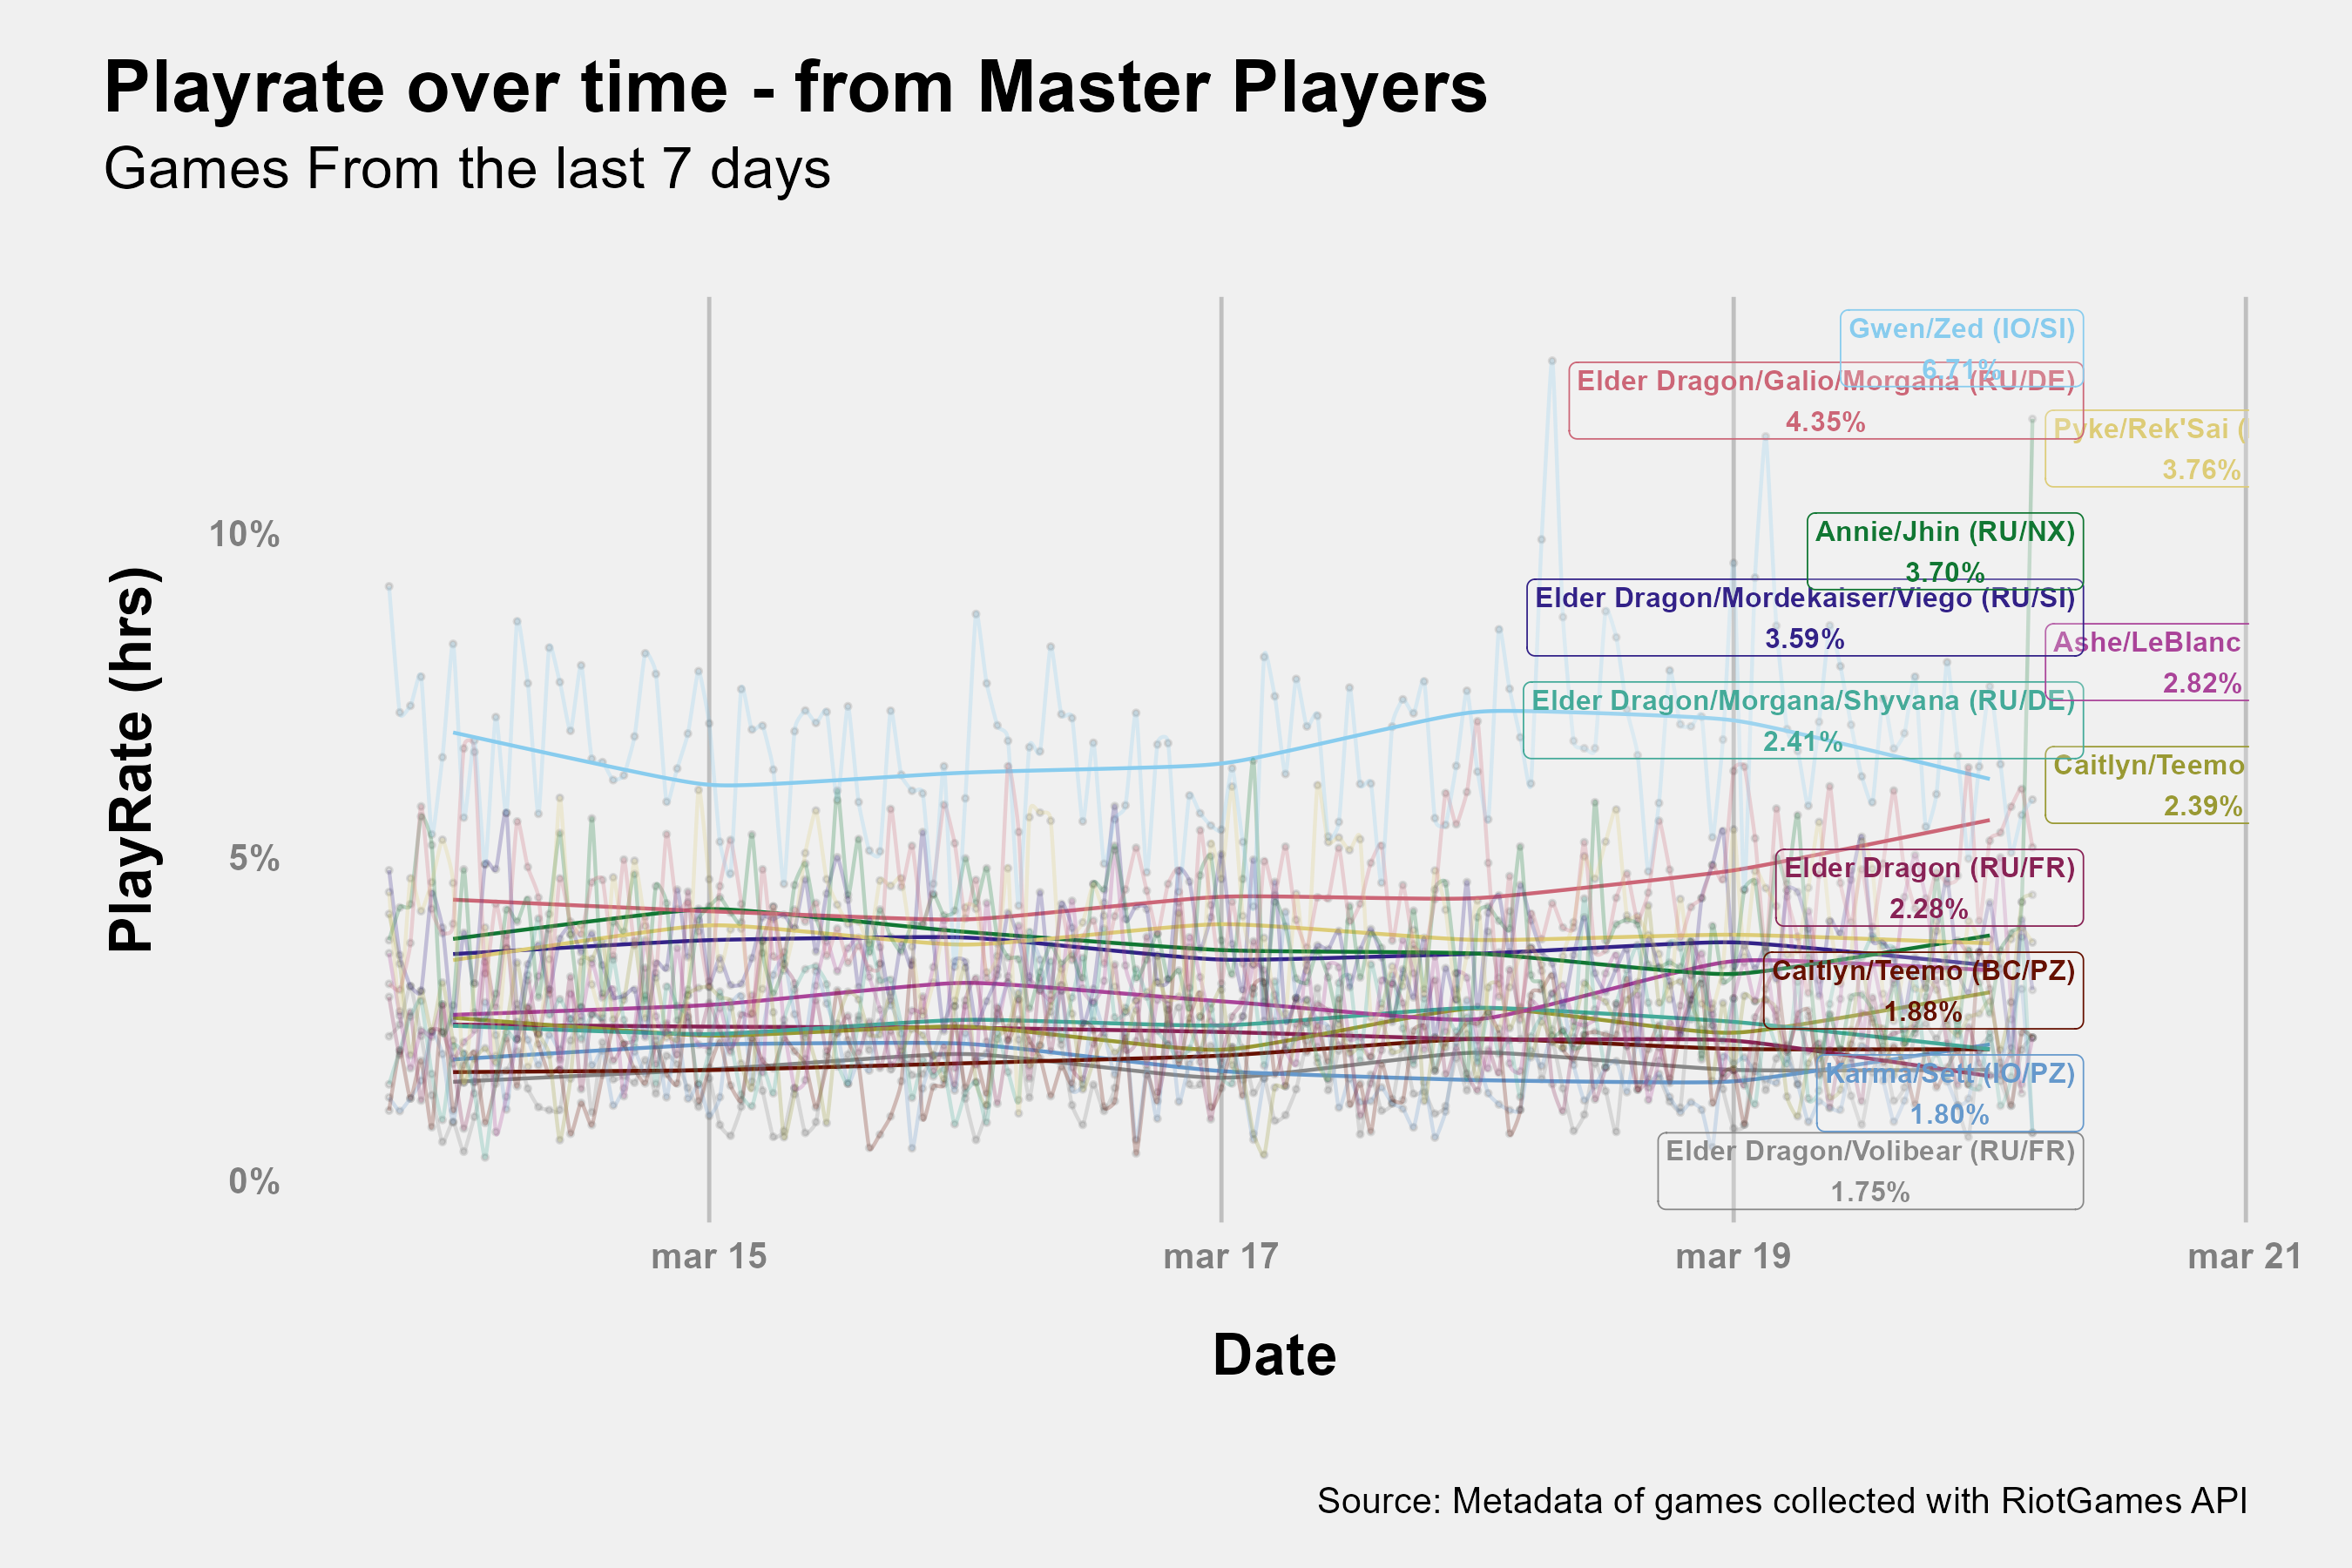 Playrate over time - from Master Players
Games From the last 7 days
PlayRate (hrs)
10%
5%
0%
Gwen/Zed (IO/SI)
6.71%
Elder Dragon/Galio/Morgana (RU/DE)
4.35%
Pyke/Rek'Sai (
3.76%
Annie/Jhin (RU/NX)
3.70%
Elder Dragon/Mordekaiser/Viego (RU/SI)
3.59%
Ashe/LeBlanc
2.82%
Elder Dragon/Morgana/Shyvana (RU/DE)
2.41%
Caitlyn/Teemo
2.39%
Elder Dragon (RU/FR)
2.28%
Caitlyn/Teemo (BC/PZ)
1.88%
Karma/Sett (IO/PZ)
1.80%
Elder Dragon/Volibear (RU/FR)
1.75%
mar 15
mar 17
mar 19
mar 21
Date
Source: Metadata of games collected with RiotGames API